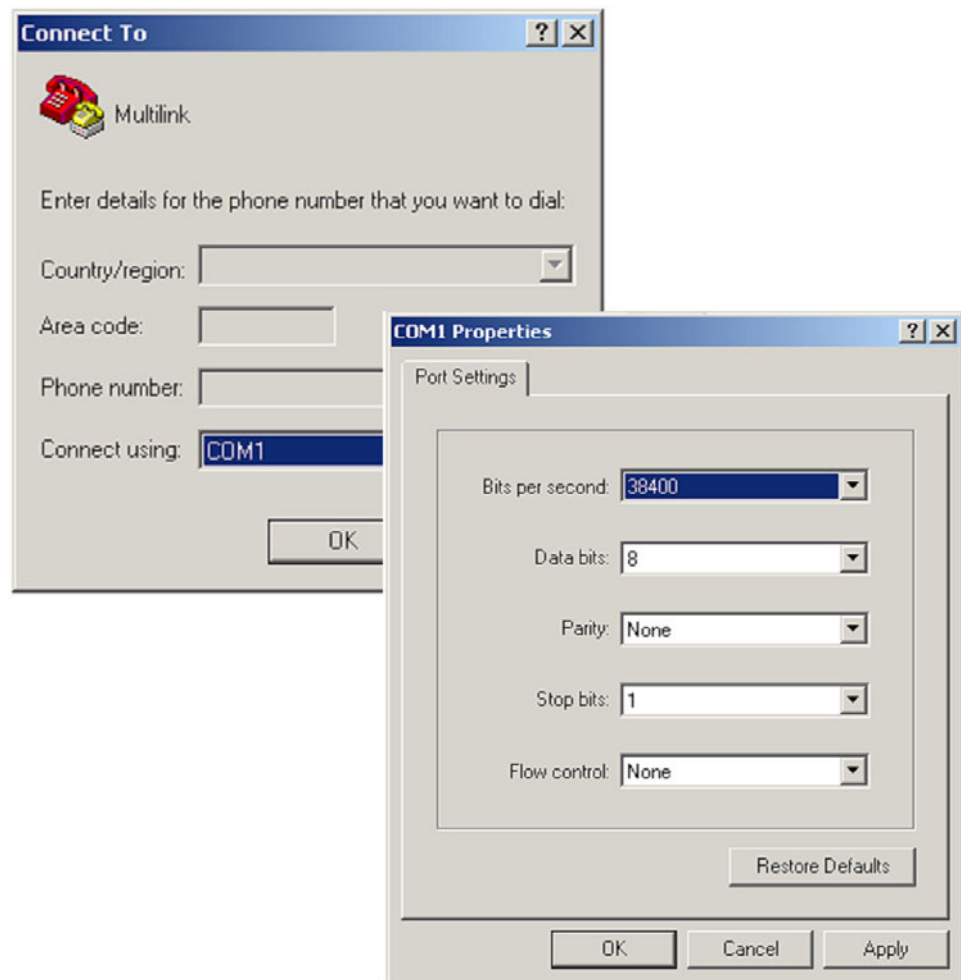 Connect To
Multilink
Enter details for the phone number that you want to dial:
Country/region:
Area code:
Phone number:
Connect using: COM1
OK
COM1 Properties
Port Settings
Bits per second: 38400
Data bits: 8
Parity: None
Stop bits: 1
Flow control: None
Restore Defaults
OK Cancel Apply